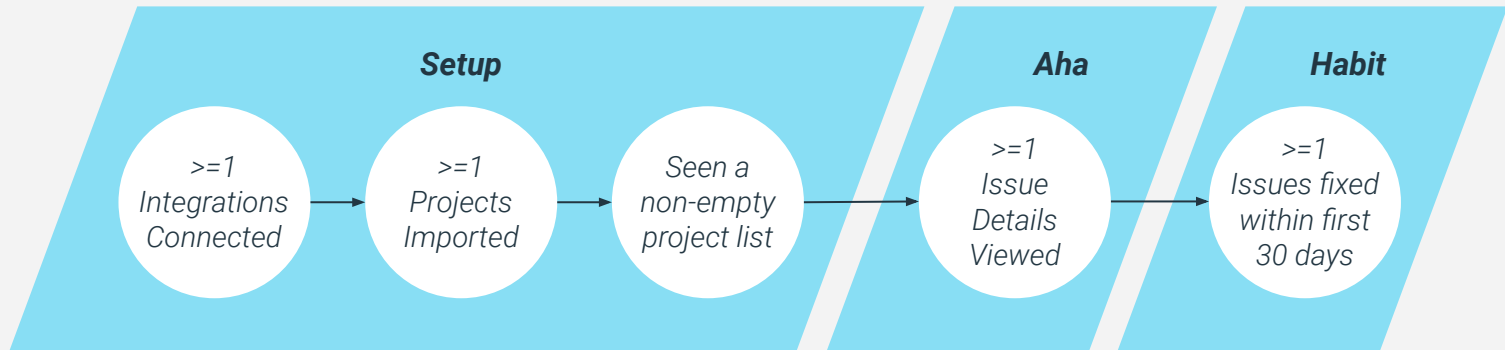 Setup
>=1
Integrations
Connected
>=1
Projects
Imported
Seen a
non-empty
project list
Aha
>=1
Issue
Details
Viewed
Habit
>=1
Issues fixed
within first
30 days